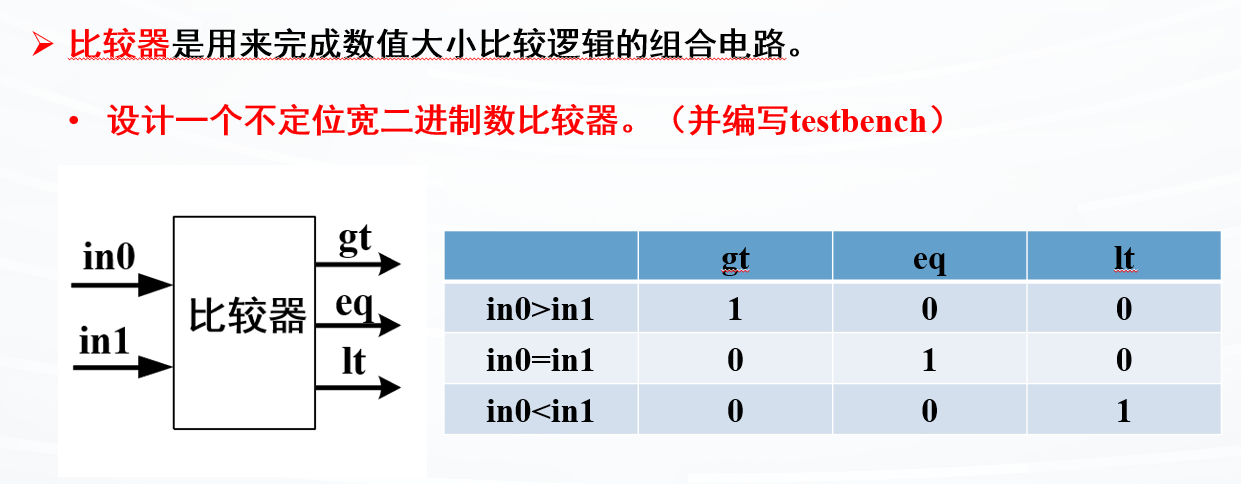 比较器是用来完成数值大小比较逻辑的组合电路。
• 设计一个不定位宽二进制数比较器。（并编写testbench）
in0
in1
比较器
gt
eq
lt
gt eq lt
in0>in1 1 0 0
in0=in1 0 1 0
in0<in1 0 0 1